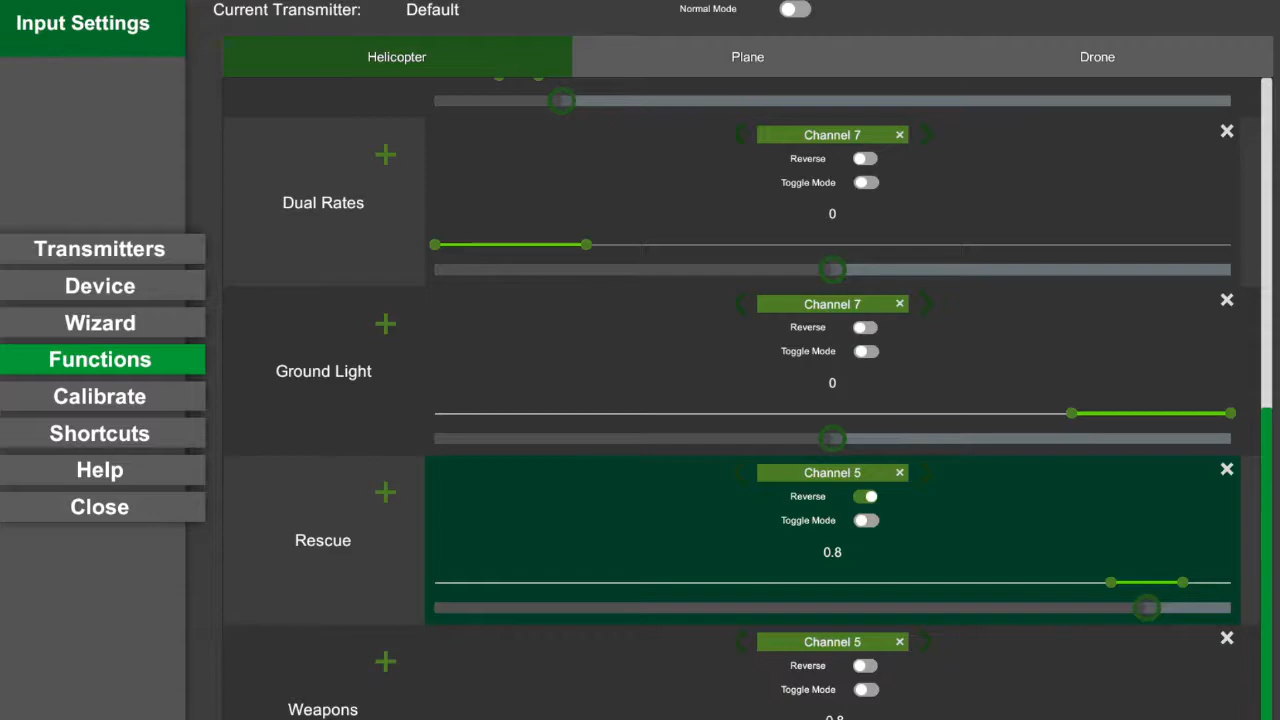 Input Settings
Current Transmitter: Default
Normal Mode
Helicopter
Plane
Drone
Channel 7 ×
Reverse
Toggle Mode
Dual Rates
0
Transmitters
Device
Wizard
Functions
Calibrate
Shortcuts
Help
Close
Channel 7 ×
Reverse
Toggle Mode
Ground Light
0
Channel 5 ×
Reverse
Toggle Mode
Rescue
0.8
Channel 5 ×
Reverse
Toggle Mode
Weapons
0.8